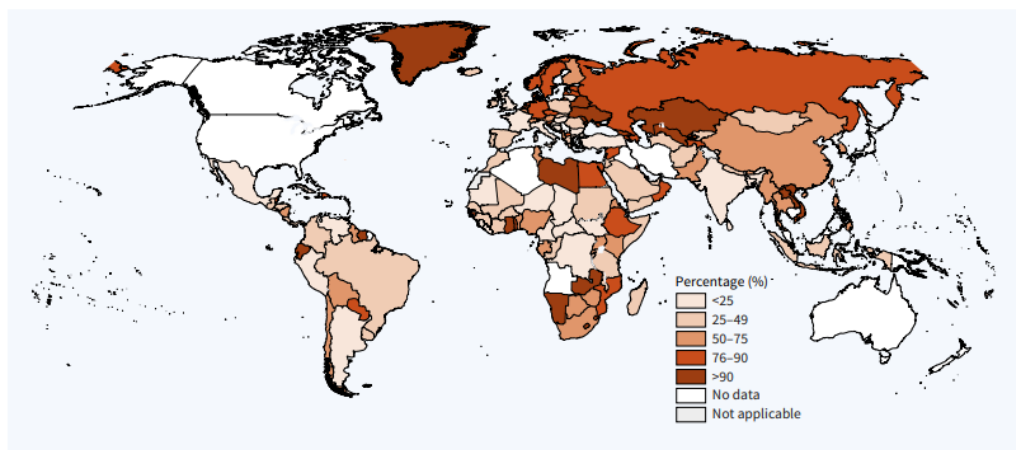 Percentage (%)
<25
25–49
50–75
76–90
>90
No data
Not applicable